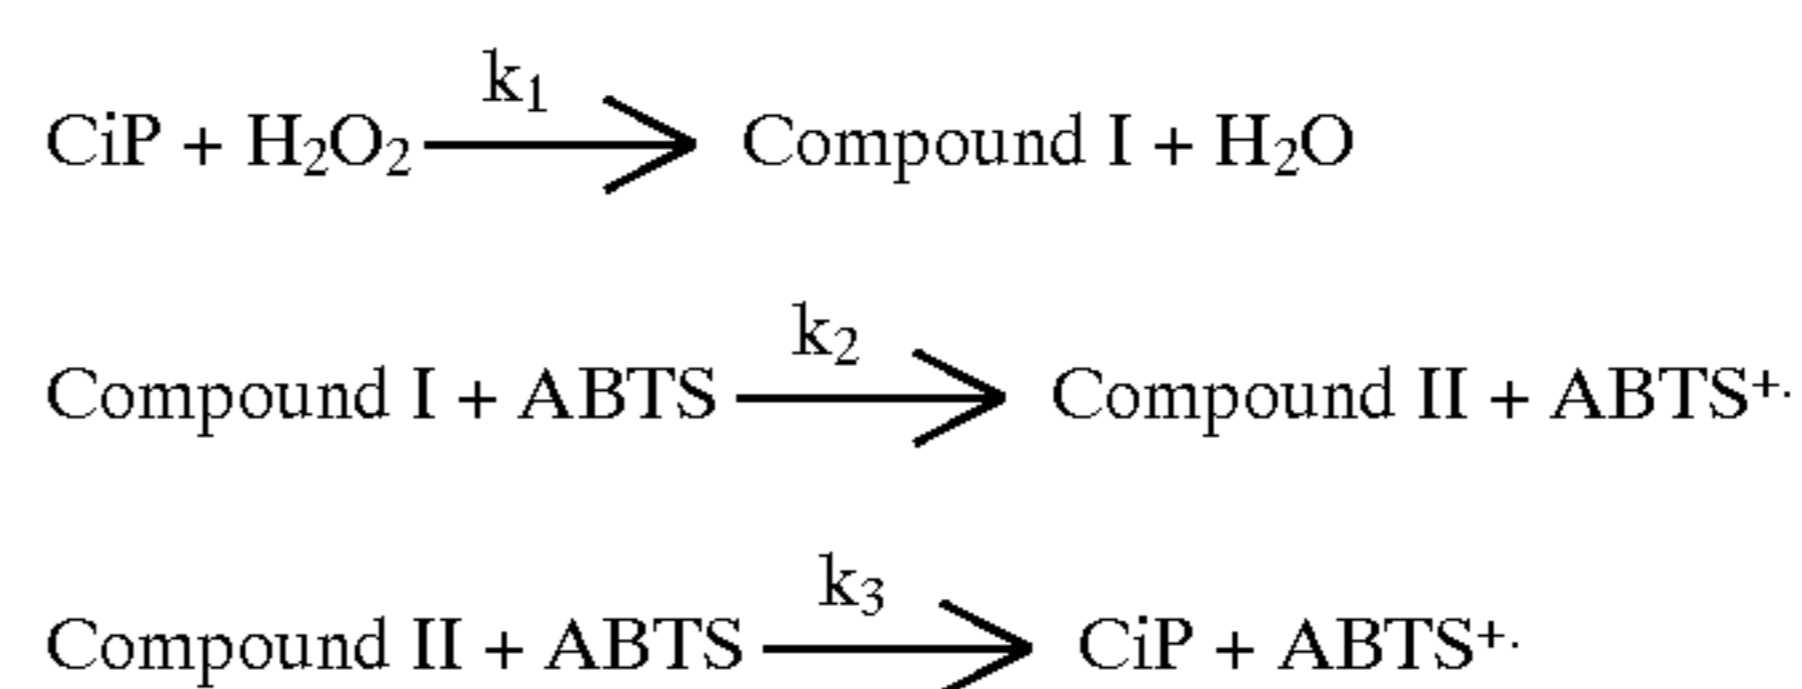 k₁
CiP + H₂O₂ ⟶ Compound I + H₂O
k₂
Compound I + ABTS ⟶ Compound II + ABTS⁺·
k₃
Compound II + ABTS ⟶ CiP + ABTS⁺·